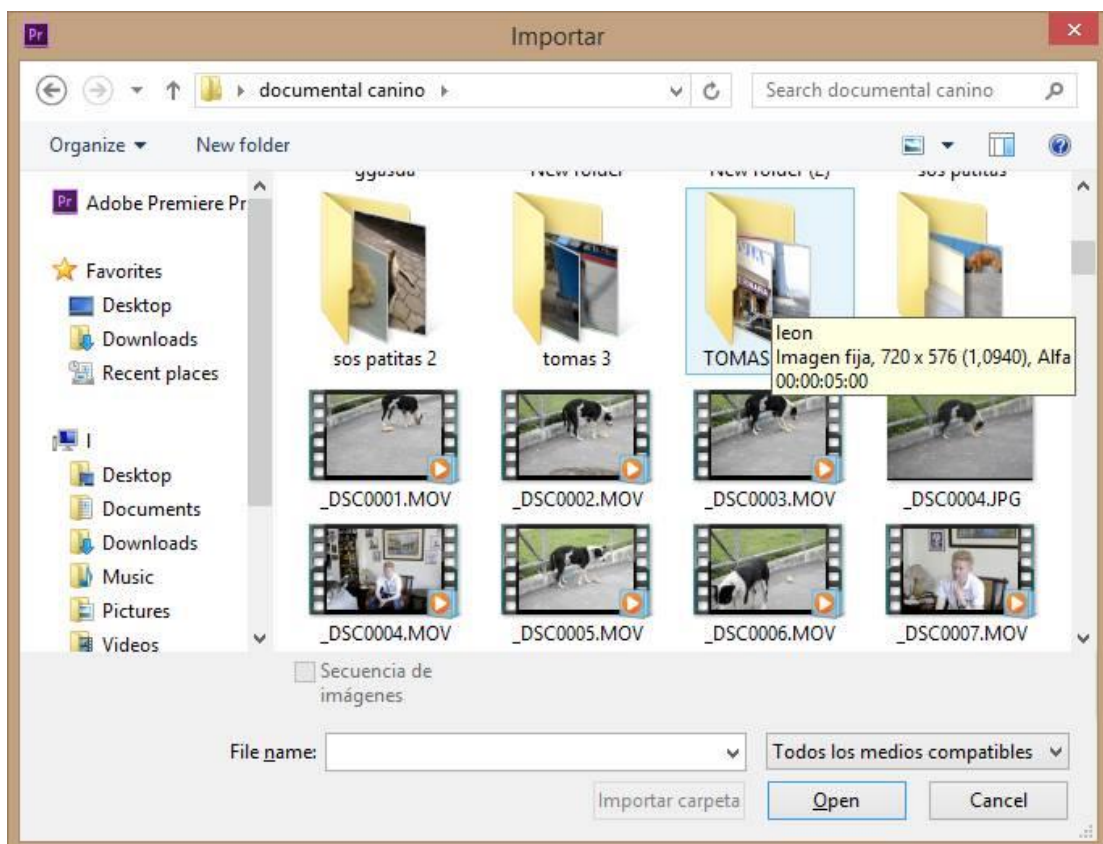 Pr
Importar
documental canino
Search documental canino
Organize
New folder
Adobe Premiere Pr
Favorites
Desktop
Downloads
Recent places
I
Desktop
Documents
Downloads
Music
Pictures
Videos
ggasda
New folder
New folder (2)
sos patitas
sos patitas 2
tomas 3
TOMAS
leon
Imagen fija, 720 x 576 (1,0940), Alfa
00:00:05:00
_DSC0001.MOV
_DSC0002.MOV
_DSC0003.MOV
_DSC0004.JPG
_DSC0004.MOV
_DSC0005.MOV
_DSC0006.MOV
_DSC0007.MOV
Secuencia de
imágenes
File name:
Todos los medios compatibles
Importar carpeta
Open
Cancel